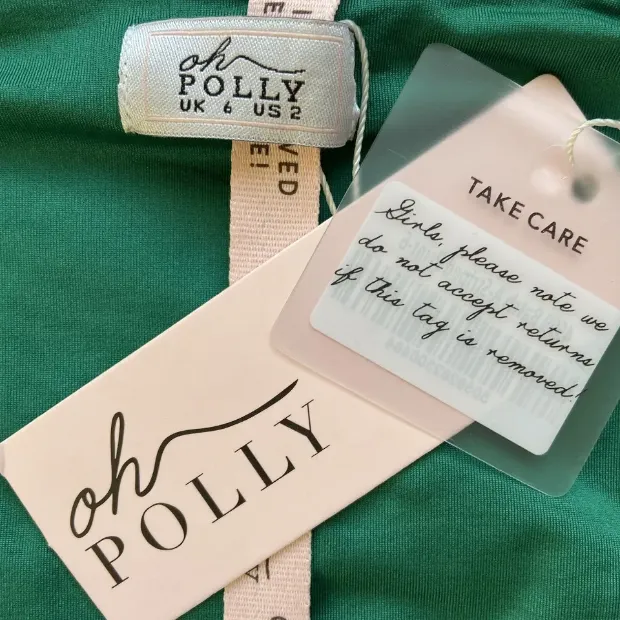 oh
POLLY
UK 6 US 2
VED
E!
TAKE CARE
Girls, please note we
do not accept returns
if this tag is removed!
oh
POLLY